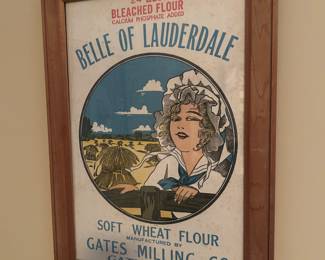 BLEACHED FLOUR
CALCIUM PHOSPHATE ADDED
BELLE OF LAUDERDALE
SOFT WHEAT FLOUR
MANUFACTURED BY
GATES MILLING CO